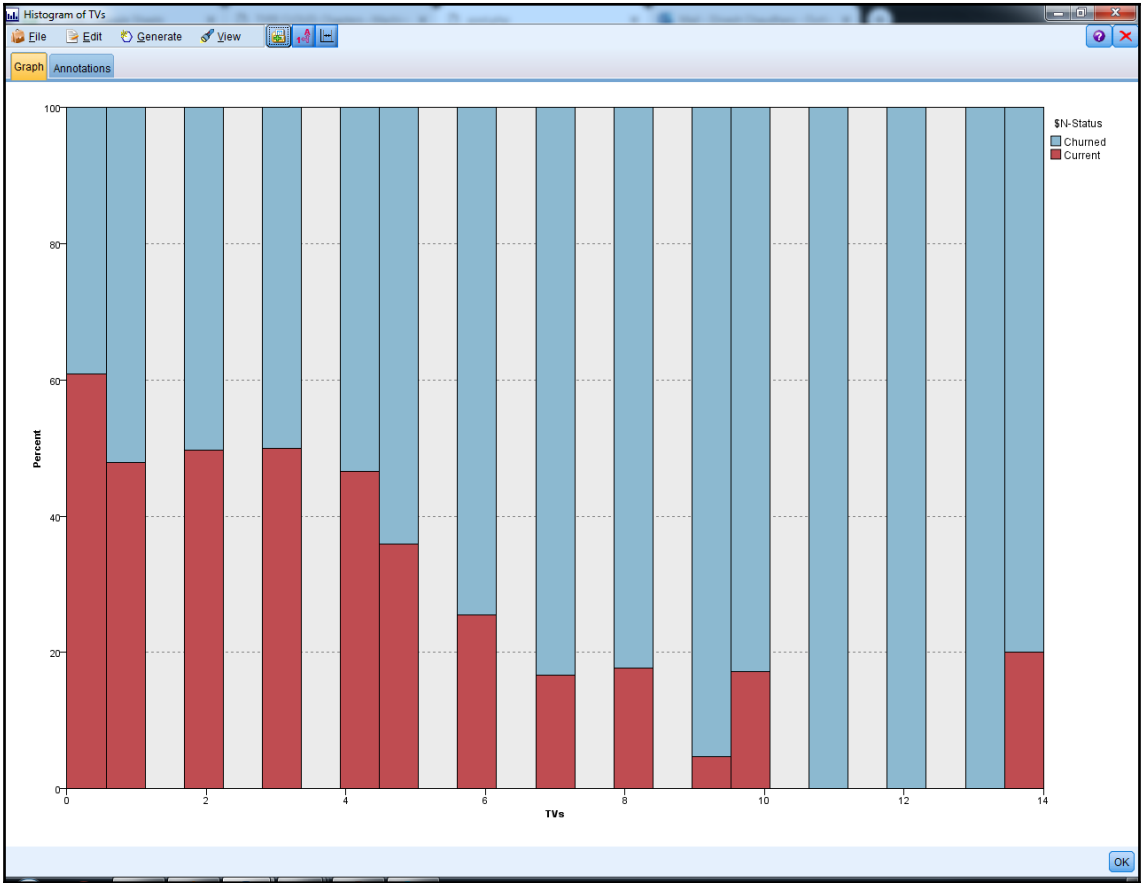 Histogram of TVs
File Edit Generate View
Graph Annotations
100
80
60
40
20
0
Percent
0 2 4 6 8 10 12 14
TVs
$N-Status
Churned
Current
OK